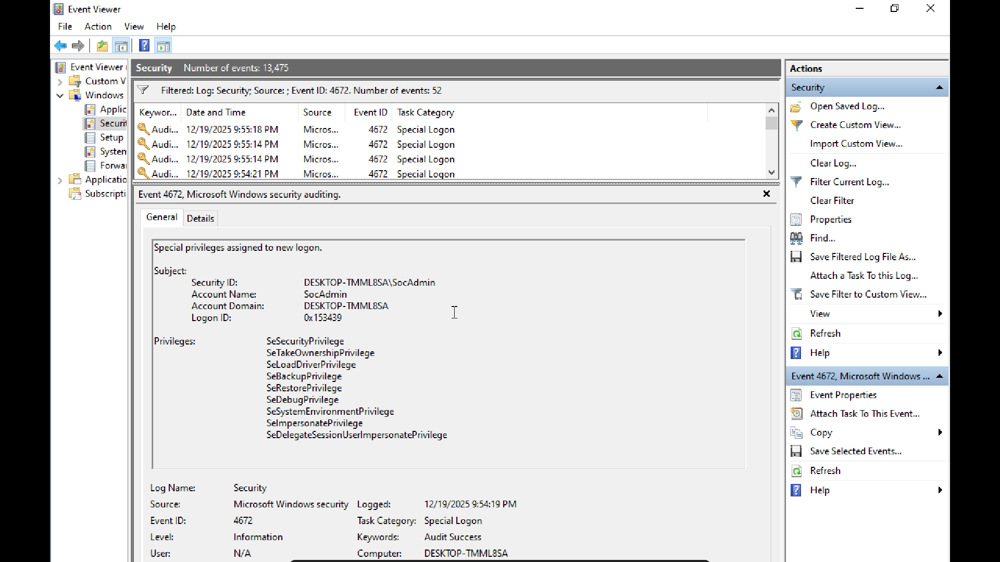 Event Viewer
File Action View Help
Event Viewer (
Custom V
Windows
Applic
Securit
Setup
System
Forwar
Applicatio
Subscripti
Security Number of events: 13,475
Filtered: Log: Security; Source: ; Event ID: 4672. Number of events: 52
Keywor... Date and Time Source Event ID Task Category
Audi... 12/19/2025 9:55:18 PM Micros... 4672 Special Logon
Audi... 12/19/2025 9:55:14 PM Micros... 4672 Special Logon
Audi... 12/19/2025 9:55:14 PM Micros... 4672 Special Logon
Audi... 12/19/2025 9:54:21 PM Micros... 4672 Special Logon
Event 4672, Microsoft Windows security auditing.
General Details
Special privileges assigned to new logon.
Subject:
Security ID: DESKTOP-TMML8SA\SocAdmin
Account Name: SocAdmin
Account Domain: DESKTOP-TMML8SA
Logon ID: 0x153439
Privileges: SeSecurityPrivilege
SeTakeOwnershipPrivilege
SeLoadDriverPrivilege
SeBackupPrivilege
SeRestorePrivilege
SeDebugPrivilege
SeSystemEnvironmentPrivilege
SeImpersonatePrivilege
SeDelegateSessionUserImpersonatePrivilege
Log Name: Security
Source: Microsoft Windows security Logged: 12/19/2025 9:54:19 PM
Event ID: 4672 Task Category: Special Logon
Level: Information Keywords: Audit Success
User: N/A Computer: DESKTOP-TMML8SA
Actions
Security
Open Saved Log...
Create Custom View...
Import Custom View...
Clear Log...
Filter Current Log...
Clear Filter
Properties
Find...
Save Filtered Log File As...
Attach a Task To this Log...
Save Filter to Custom View...
View
Refresh
Help
Event 4672, Microsoft Windows ...
Event Properties
Attach Task To This Event...
Copy
Save Selected Events...
Refresh
Help